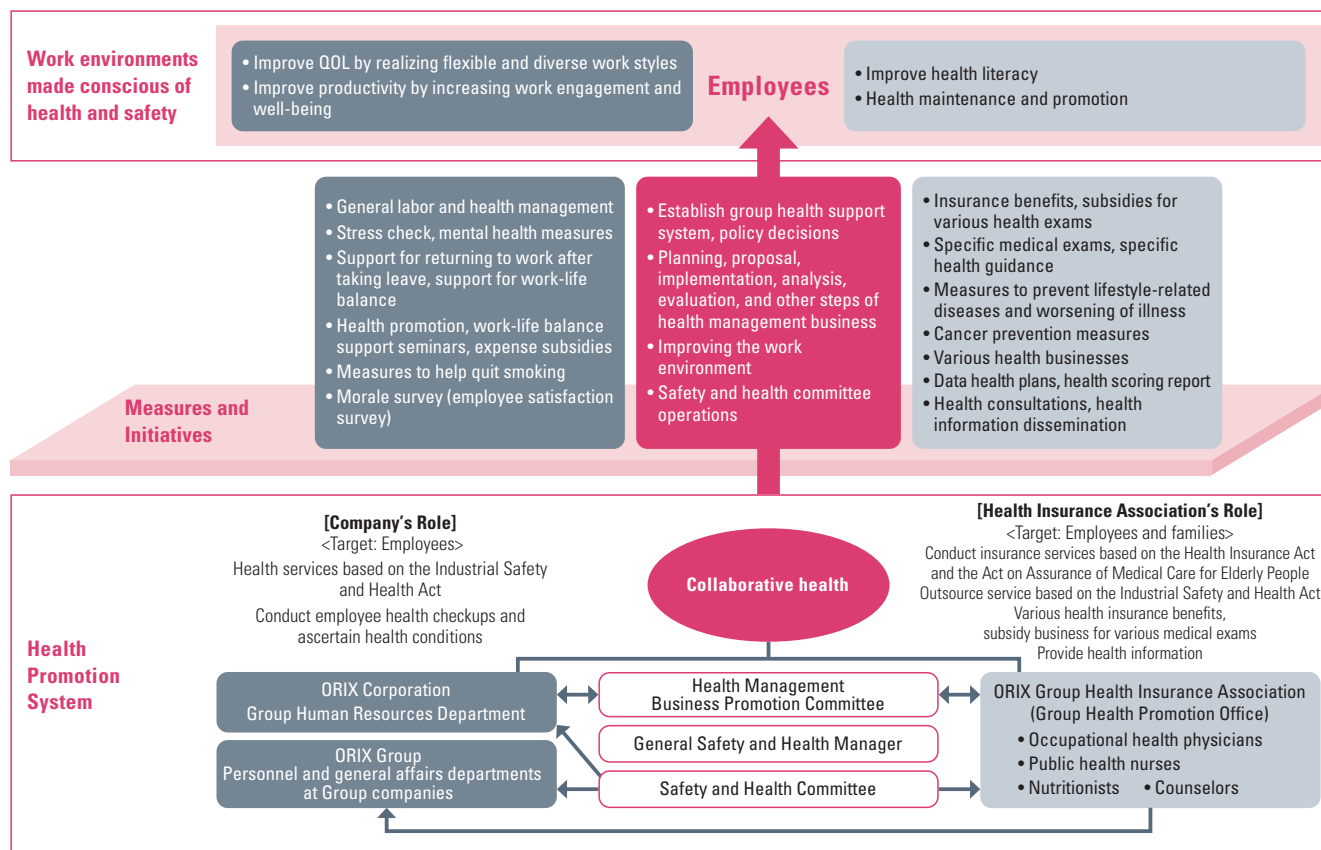 Work environments
made conscious of
health and safety
• Improve QOL by realizing flexible and diverse work styles
• Improve productivity by increasing work engagement and
well-being
Employees
• Improve health literacy
• Health maintenance and promotion
• General labor and health management
• Stress check, mental health measures
• Support for returning to work after
taking leave, support for work-life
balance
• Health promotion, work-life balance
support seminars, expense subsidies
• Measures to help quit smoking
• Morale survey (employee satisfaction
survey)
• Establish group health support
system, policy decisions
• Planning, proposal,
implementation, analysis,
evaluation, and other steps of
health management business
• Improving the work
environment
• Safety and health committee
operations
• Insurance benefits, subsidies for
various health exams
• Specific medical exams, specific
health guidance
• Measures to prevent lifestyle-related
diseases and worsening of illness
• Cancer prevention measures
• Various health businesses
• Data health plans, health scoring report
• Health consultations, health
information dissemination
Measures and
Initiatives
[Company's Role]
<Target: Employees>
Health services based on the Industrial Safety
and Health Act
Conduct employee health checkups and
ascertain health conditions
Collaborative health
[Health Insurance Association's Role]
<Target: Employees and families>
Conduct insurance services based on the Health Insurance Act
and the Act on Assurance of Medical Care for Elderly People
Outsource service based on the Industrial Safety and Health Act
Various health insurance benefits,
subsidy business for various medical exams
Provide health information
Health
Promotion
System
ORIX Corporation
Group Human Resources Department
ORIX Group
Personnel and general affairs departments
at Group companies
Health Management
Business Promotion Committee
General Safety and Health Manager
Safety and Health Committee
ORIX Group Health Insurance Association
(Group Health Promotion Office)
• Occupational health physicians
• Public health nurses
• Nutritionists • Counselors